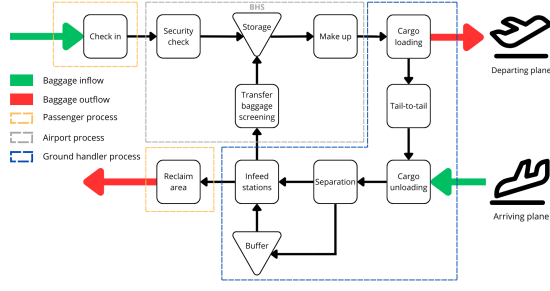 BHS
Check in
Security
check
Storage
Make up
Cargo
loading
Departing plane
Baggage inflow
Baggage outflow
Passenger process
Airport process
Ground handler process
Transfer
baggage
screening
Tail-to-tail
Reclaim
area
Infeed
stations
Separation
Cargo
unloading
Arriving plane
Buffer